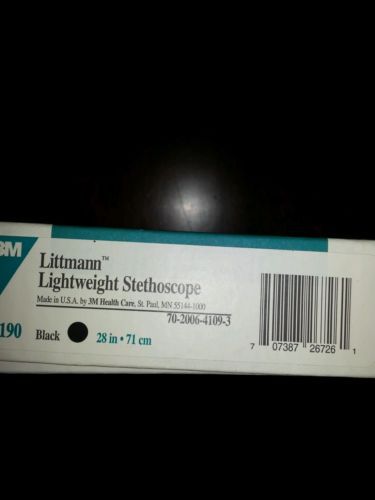 3M
Littmann™
Lightweight Stethoscope
Made in U.S.A. by 3M Health Care, St. Paul, MN 55144-1000
70-2006-4109-3
190 Black 28 in • 71 cm
7 07387 26726 1